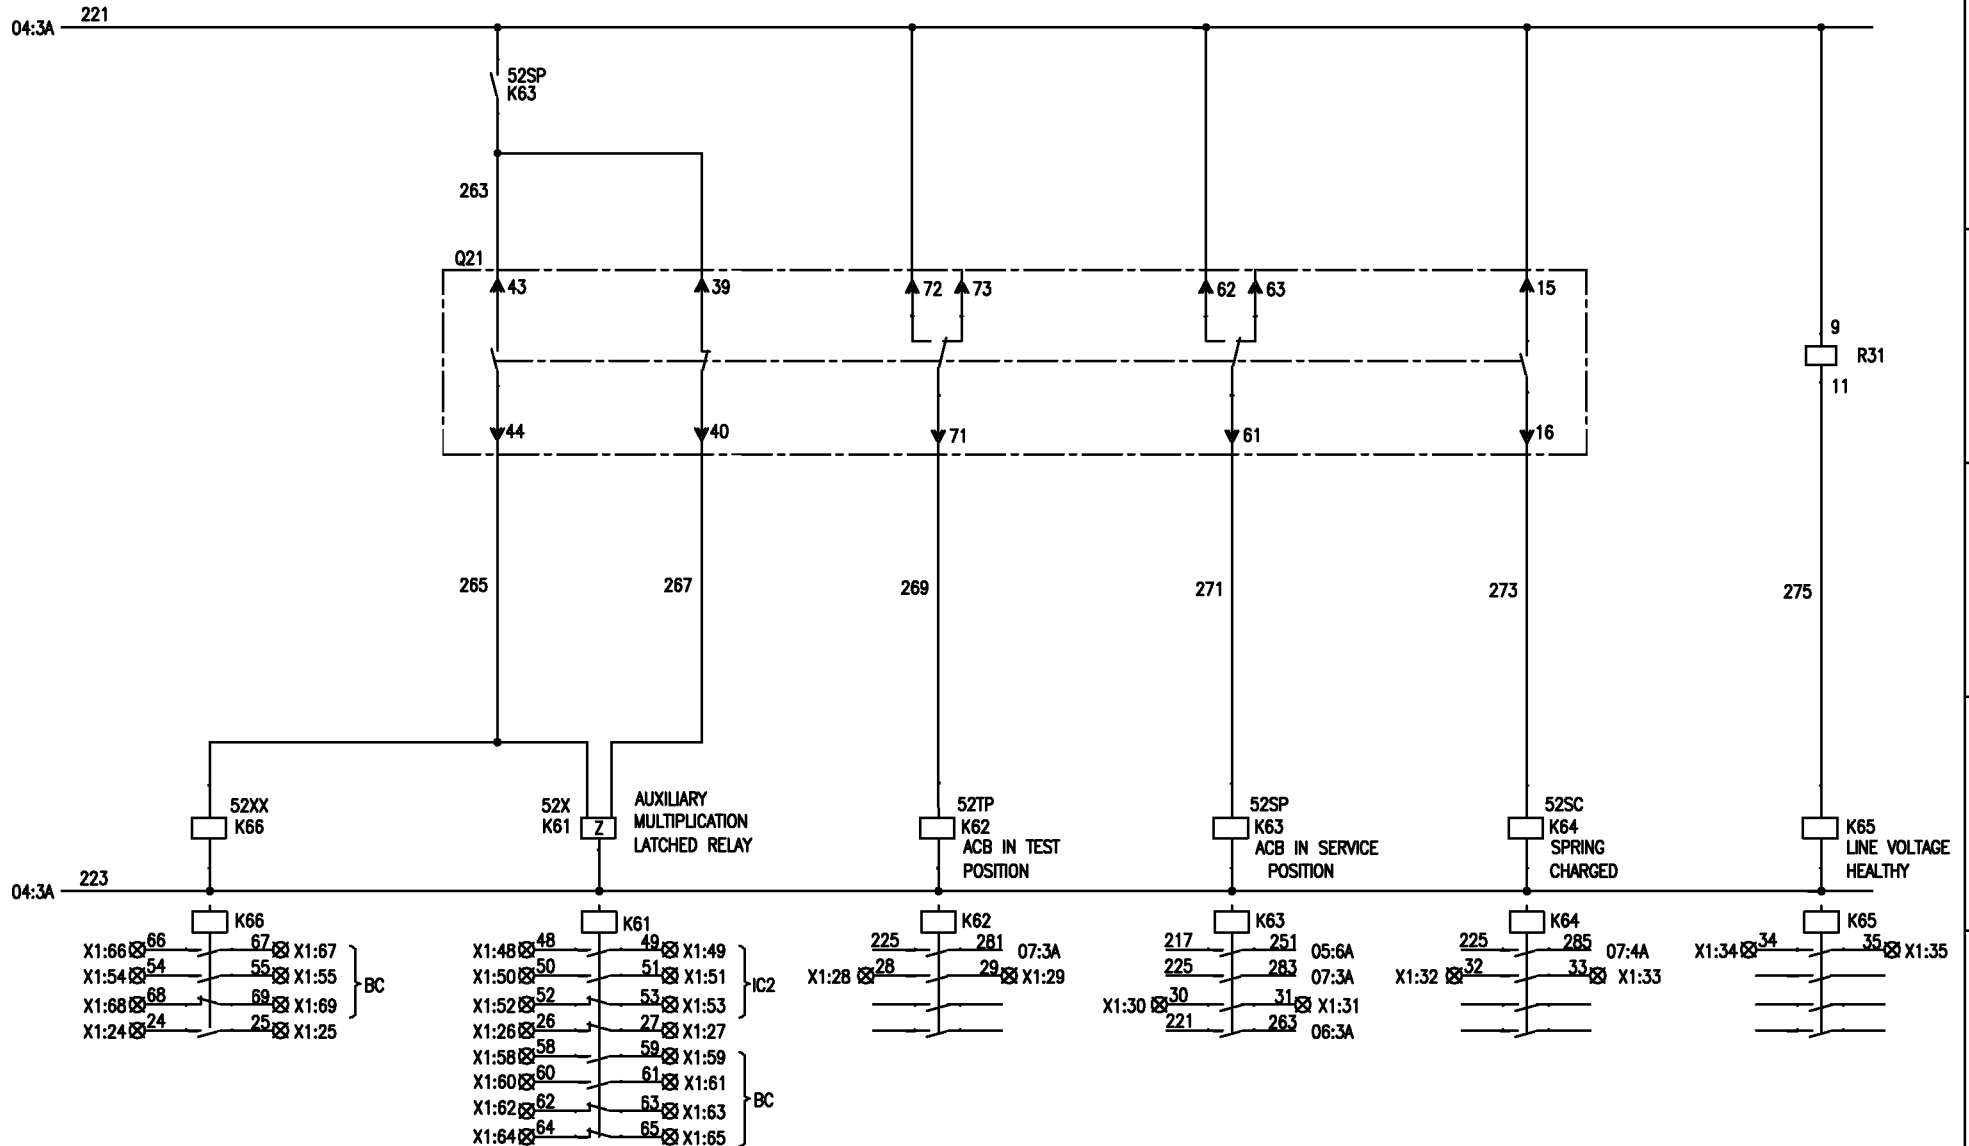 221
04:3A
52SP
K63
263
Q21
43
39
72
73
62
63
15
9
R31
11
44
40
71
61
16
265
267
269
271
273
275
52XX
K66
52X
K61
Z
AUXILIARY
MULTIPLICATION
LATCHED RELAY
52TP
K62
ACB IN TEST
POSITION
52SP
K63
ACB IN SERVICE
POSITION
52SC
K64
SPRING
CHARGED
K65
LINE VOLTAGE
HEALTHY
223
04:3A
K66
X1:66 66 67 X1:67
X1:54 54 55 X1:55
X1:68 68 69 X1:69
BC
X1:24 24 25 X1:25
K61
X1:48 48 49 X1:49
X1:50 50 51 X1:51
X1:52 52 53 X1:53
IC2
X1:26 26 27 X1:27
X1:58 58 59 X1:59
X1:60 60 61 X1:61
X1:62 62 63 X1:63
X1:64 64 65 X1:65
BC
K62
225 281 07:3A
X1:28 28 29 X1:29
K63
217 251 05:6A
225 283 07:3A
X1:30 30 31 X1:31
221 263 06:3A
K64
225 285 07:4A
X1:32 32 33 X1:33
K65
X1:34 34 35 X1:35